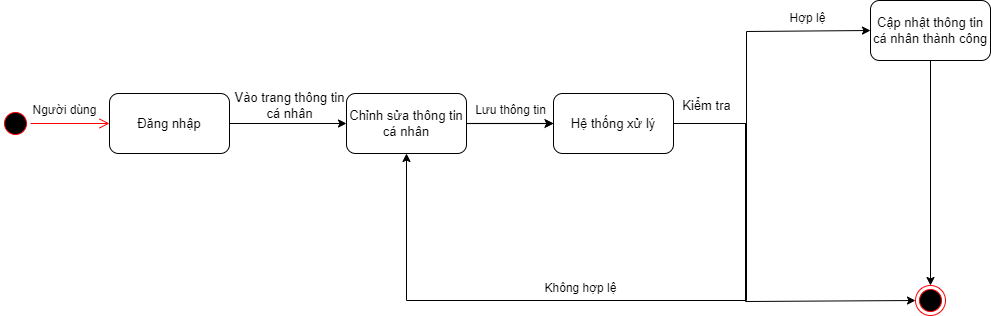 Người dùng
Đăng nhập
Vào trang thông tin
cá nhân
Chỉnh sửa thông tin
cá nhân
Lưu thông tin
Hệ thống xử lý
Kiểm tra
Hợp lệ
Cập nhật thông tin
cá nhân thành công
Không hợp lệ